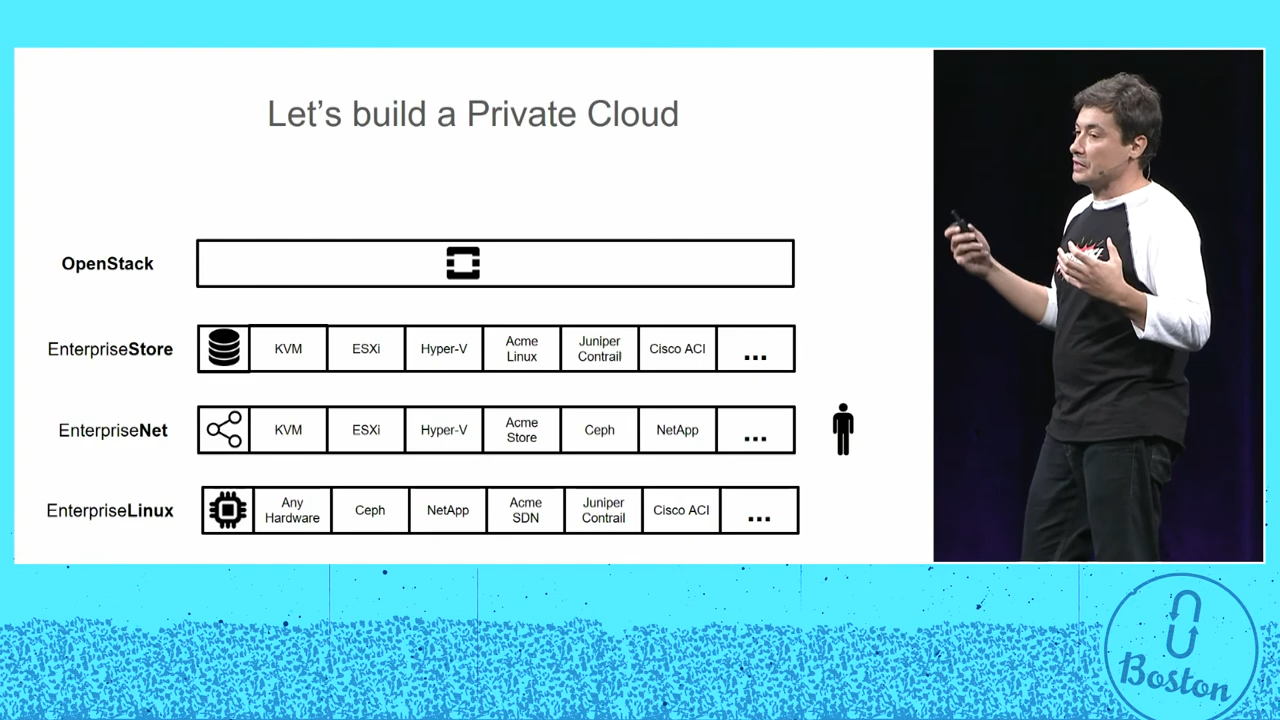 Let's build a Private Cloud
OpenStack
EnterpriseStore
KVM
ESXi
Hyper-V
Acme
Linux
Juniper
Contrail
Cisco ACI
...
EnterpriseNet
KVM
ESXi
Hyper-V
Acme
Store
Ceph
NetApp
...
EnterpriseLinux
Any
Hardware
Ceph
NetApp
Acme
SDN
Juniper
Contrail
Cisco ACI
...
Boston